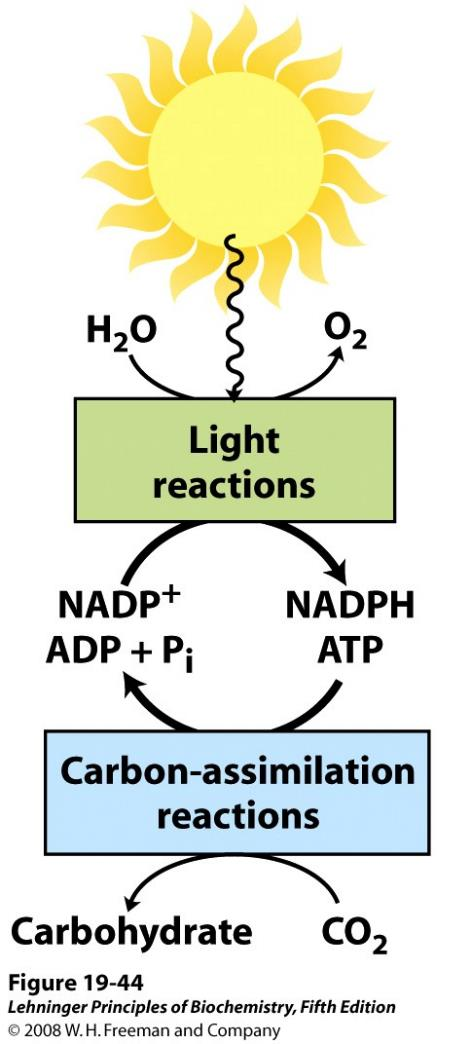 H₂O
O₂
Light
reactions
NADP⁺
NADPH
ADP + Pᵢ
ATP
Carbon-assimilation
reactions
Carbohydrate
CO₂
Figure 19-44
Lehninger Principles of Biochemistry, Fifth Edition
© 2008 W. H. Freeman and Company